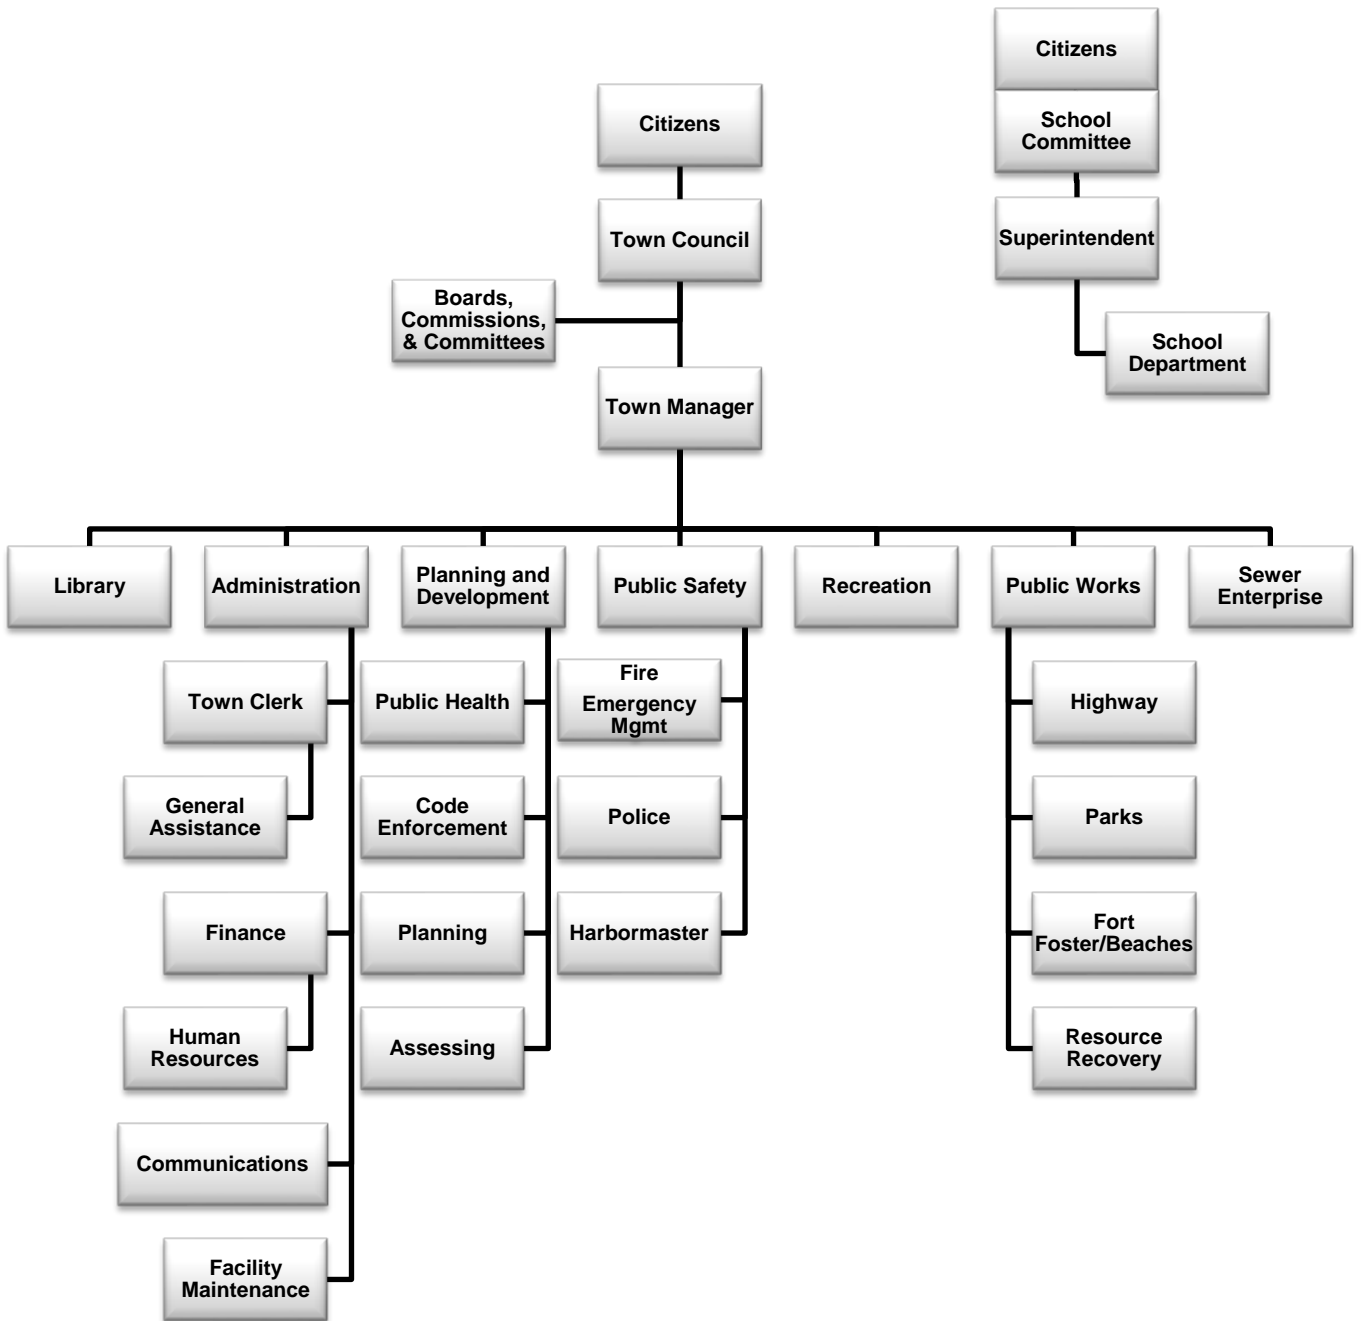 Citizens
School
Committee
Superintendent
School
Department
Citizens
Town Council
Boards,
Commissions,
& Committees
Town Manager
Library
Administration
Planning and
Development
Public Safety
Recreation
Public Works
Sewer
Enterprise
Town Clerk
General
Assistance
Finance
Human
Resources
Communications
Facility
Maintenance
Public Health
Code
Enforcement
Planning
Assessing
Fire
Emergency
Mgmt
Police
Harbormaster
Highway
Parks
Fort
Foster/Beaches
Resource
Recovery